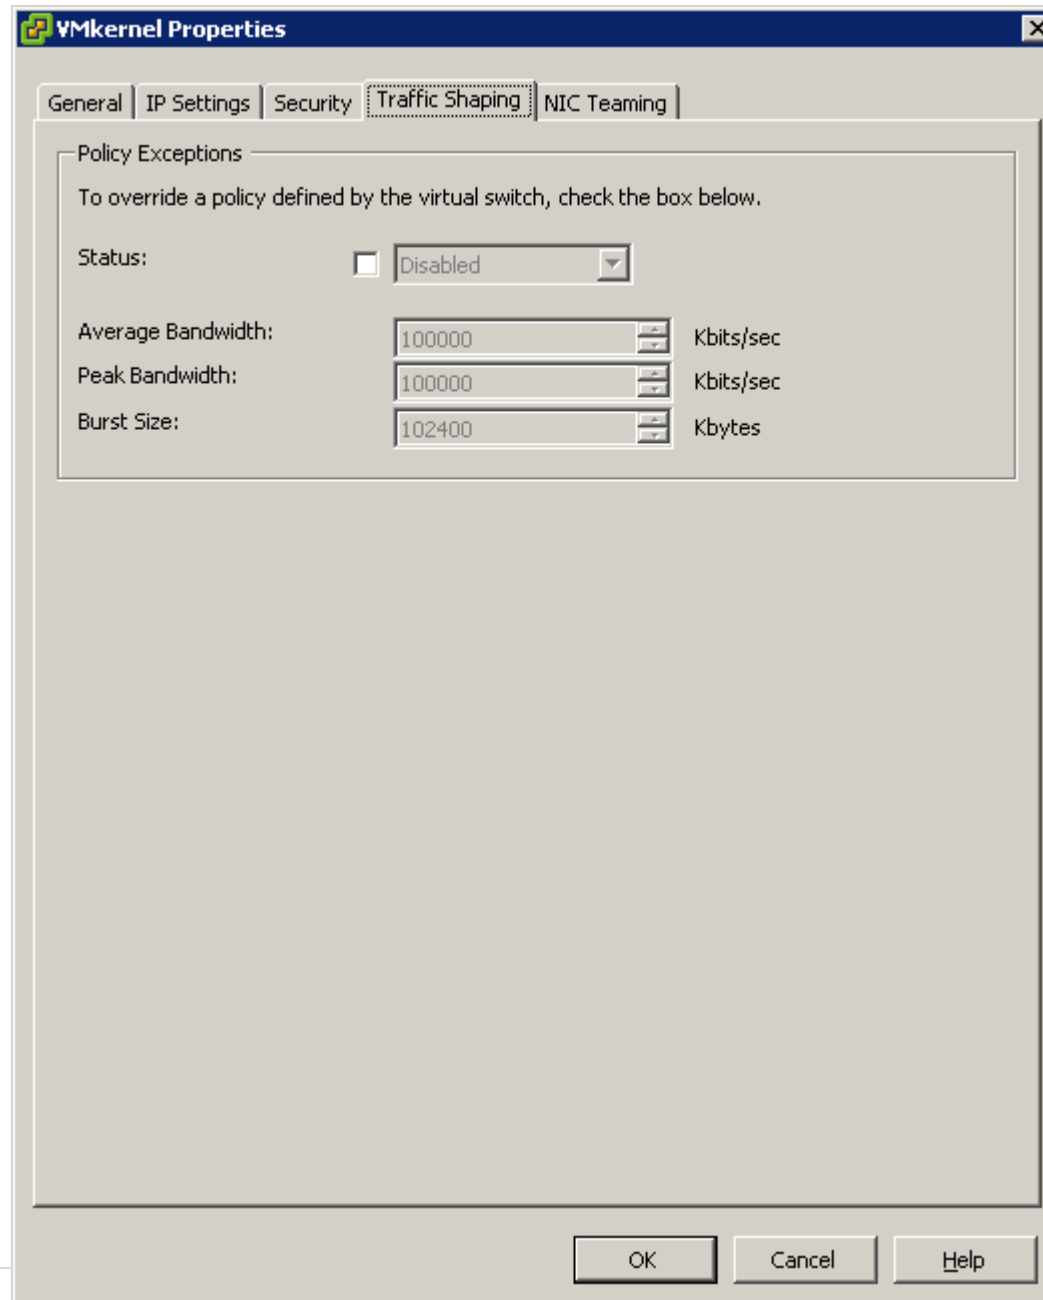 VMkernel Properties
General IP Settings Security Traffic Shaping NIC Teaming
Policy Exceptions
To override a policy defined by the virtual switch, check the box below.
Status: Disabled
Average Bandwidth: 100000 Kbits/sec
Peak Bandwidth: 100000 Kbits/sec
Burst Size: 102400 Kbytes
OK Cancel Help